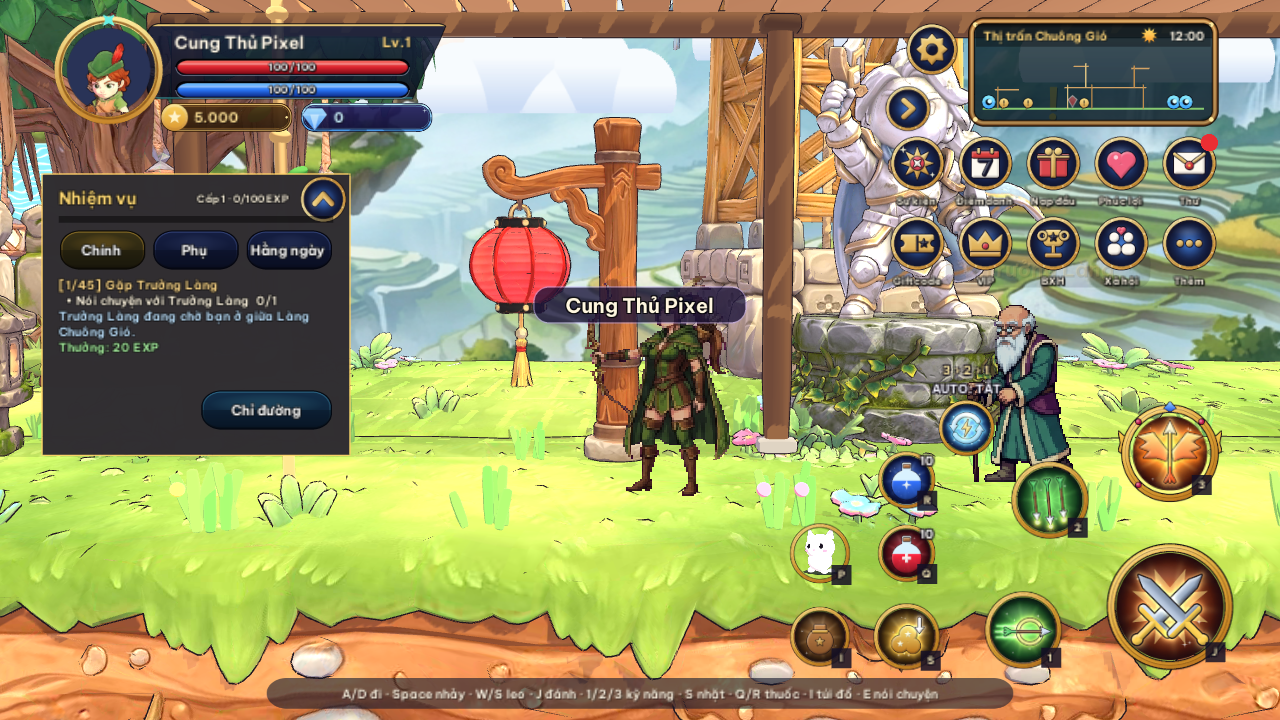 Cung Thủ Pixel
Lv.1
100/100
100/100
5.000
0
Thị trấn Chuông Gió
12:00
Nhiệm vụ
Cấp 1 · 0/100 EXP
Chính
Phụ
Hằng ngày
[1/45] Gặp Trưởng Làng
• Nói chuyện với Trưởng Làng 0/1
Trưởng Làng đang chờ bạn ở giữa Làng
Chuông Gió.
Thưởng: 20 EXP
Chỉ đường
7
Sự kiện
Điểm danh
Nạp đầu
Phúc lợi
Thư
Giftcode
VIP
BXH
Xã hội
Thêm
Cung Thủ Pixel
AUTO: TẮT
10
R
3
2
P
10
Q
I
S
1
J
A/D đi · Space nhảy · W/S leo · J đánh · 1/2/3 kỹ năng · S nhặt · Q/R thuốc · I túi đồ · E nói chuyện